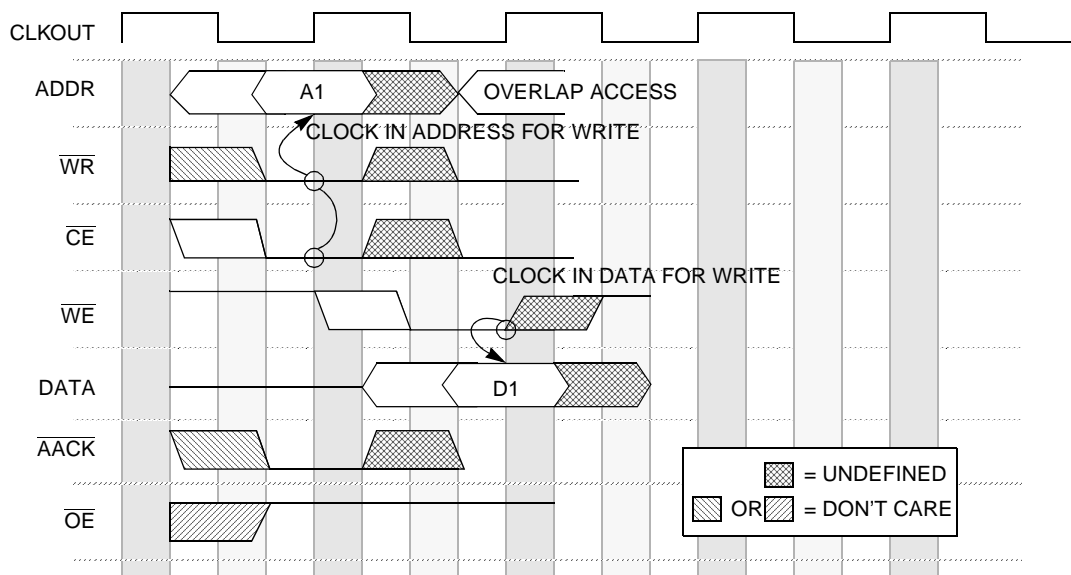 CLKOUT
ADDR
A1
OVERLAP ACCESS
CLOCK IN ADDRESS FOR WRITE
WR
CE
CLOCK IN DATA FOR WRITE
WE
DATA
D1
AACK
= UNDEFINED
OR = DON'T CARE
OE